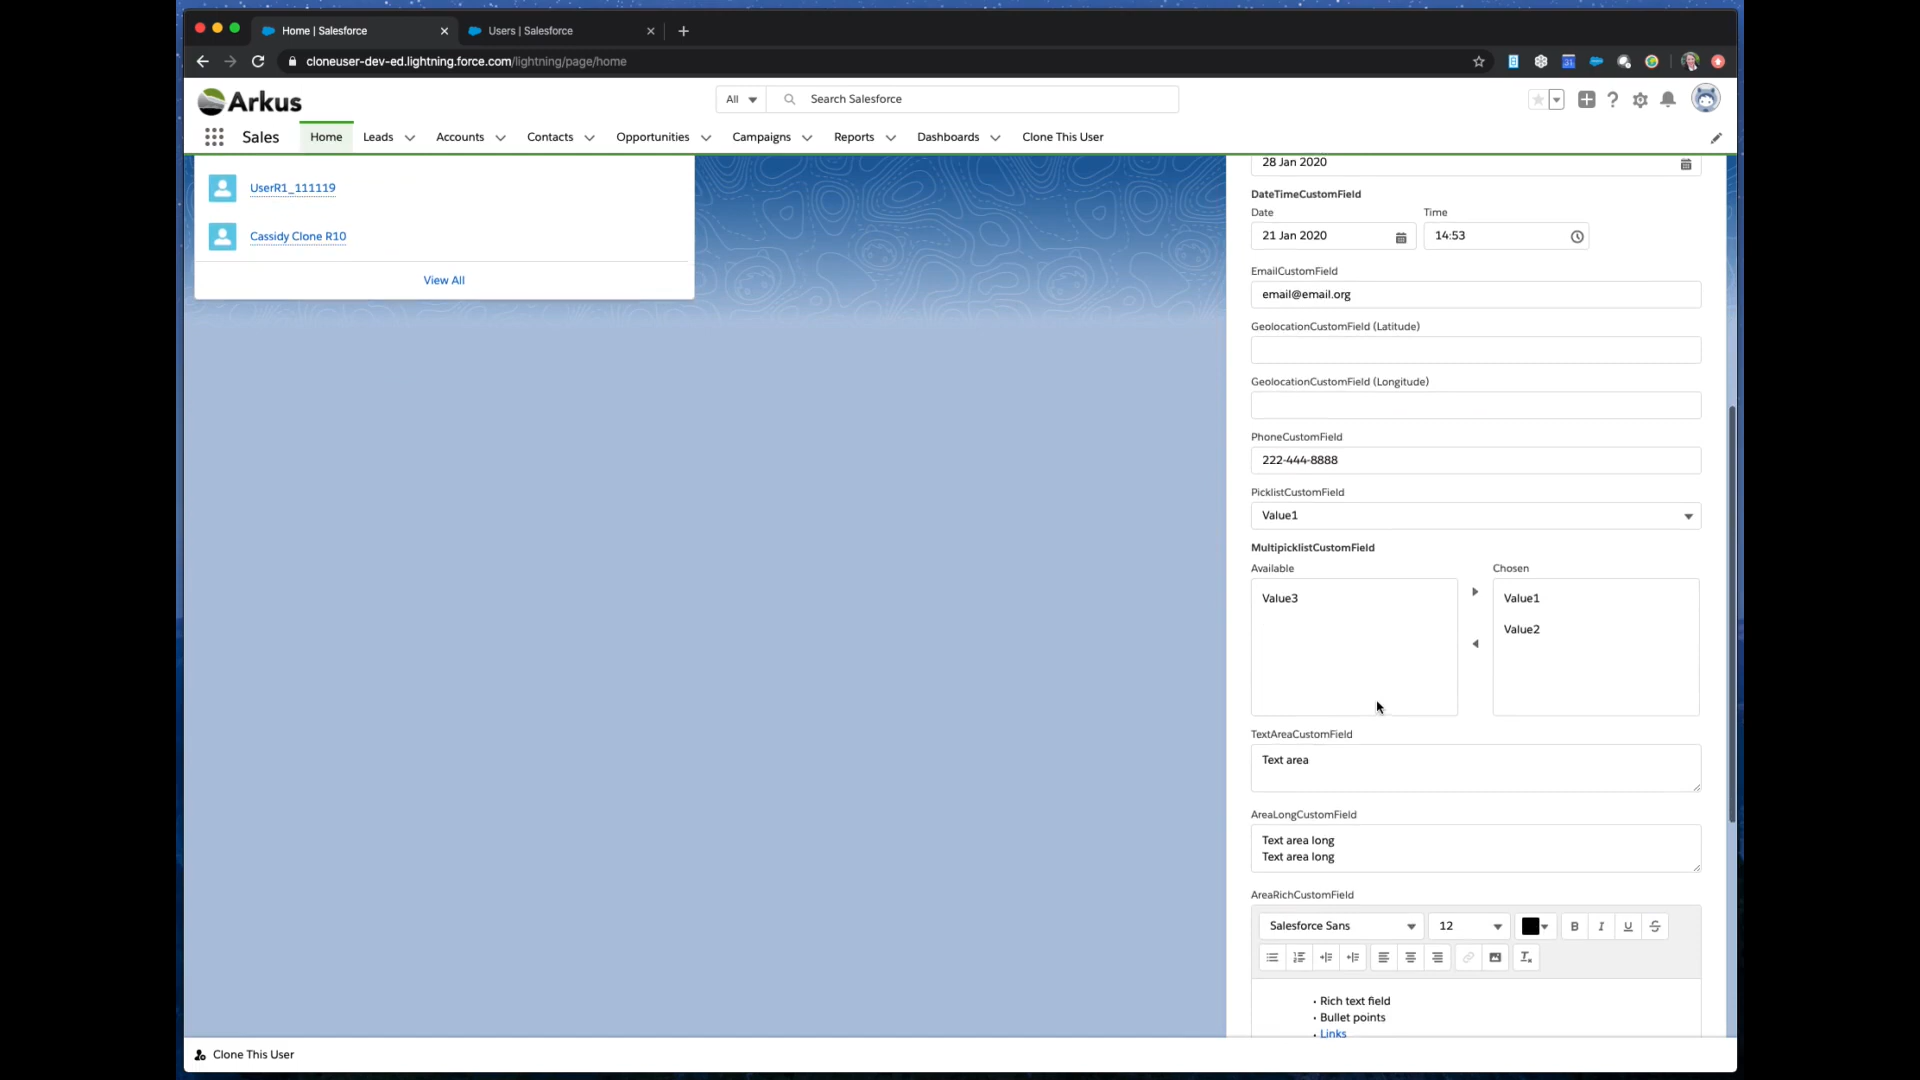 Home | Salesforce
Users | Salesforce
cloneuser-dev-ed.lightning.force.com/lightning/page/home
Arkus
All
Search Salesforce
Sales
Home
Leads
Accounts
Contacts
Opportunities
Campaigns
Reports
Dashboards
Clone This User
UserR1_111119
Cassidy Clone R10
View All
28 Jan 2020
DateTimeCustomField
Date
Time
21 Jan 2020
14:53
EmailCustomField
email@email.org
GeolocationCustomField (Latitude)
GeolocationCustomField (Longitude)
PhoneCustomField
222-444-8888
PicklistCustomField
Value1
MultipicklistCustomField
Available
Chosen
Value3
Value1
Value2
TextAreaCustomField
Text area
AreaLongCustomField
Text area long
Text area long
AreaRichCustomField
Salesforce Sans
12
B I U S
• Rich text field
• Bullet points
• Links
Clone This User